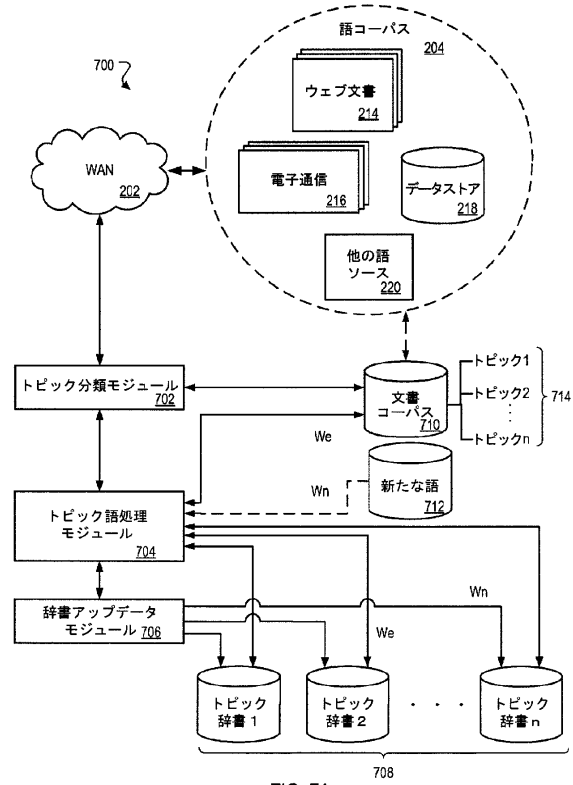 700
語コーパス
204
ウェブ文書
214
WAN
202
電子通信
216
データストア
218
他の語
ソース
220
トピック分類モジュール
702
文書
コーパス
710
トピック1
トピック2
トピックn
714
We
Wn
新たな語
712
トピック語処理
モジュール
704
辞書アップデータ
モジュール
706
Wn
We
トピック
辞書1
トピック
辞書2
トピック
辞書n
708